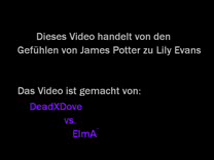 Dieses Video handelt von den
Gefühlen von James Potter zu Lily Evans
Das Video ist gemacht von:
DeadXDove
vs.
ElmA